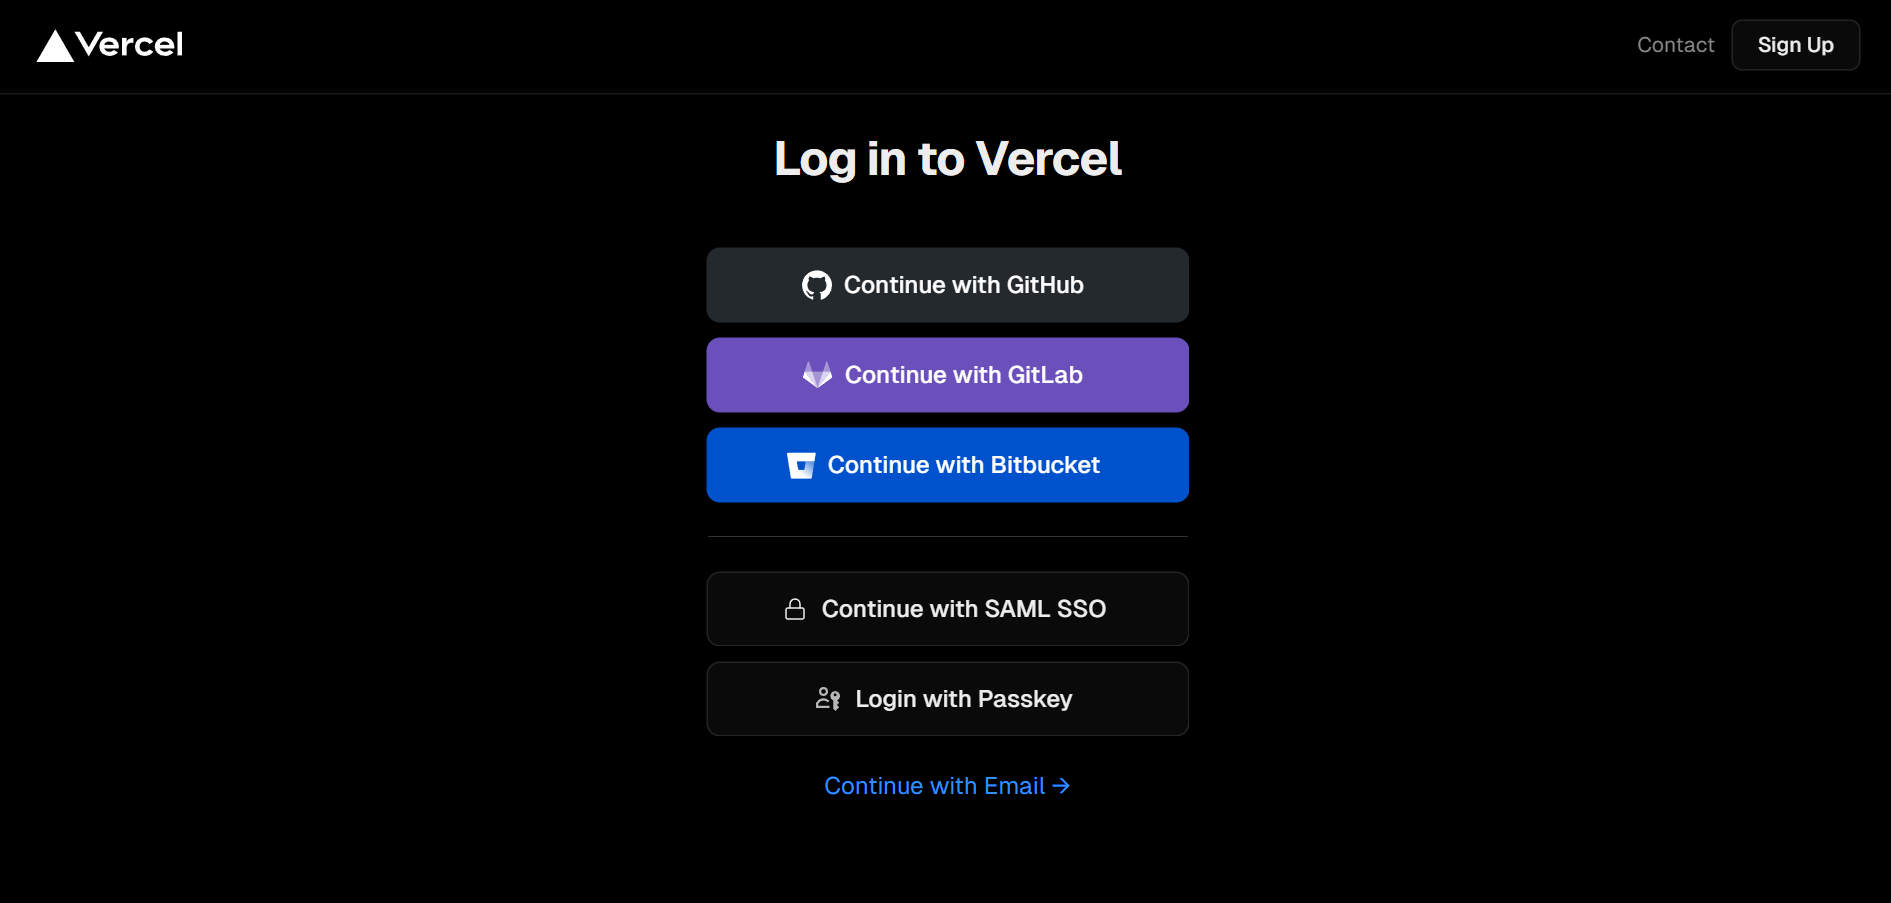 Vercel
Contact
Sign Up
Log in to Vercel
Continue with GitHub
Continue with GitLab
Continue with Bitbucket
Continue with SAML SSO
Login with Passkey
Continue with Email →